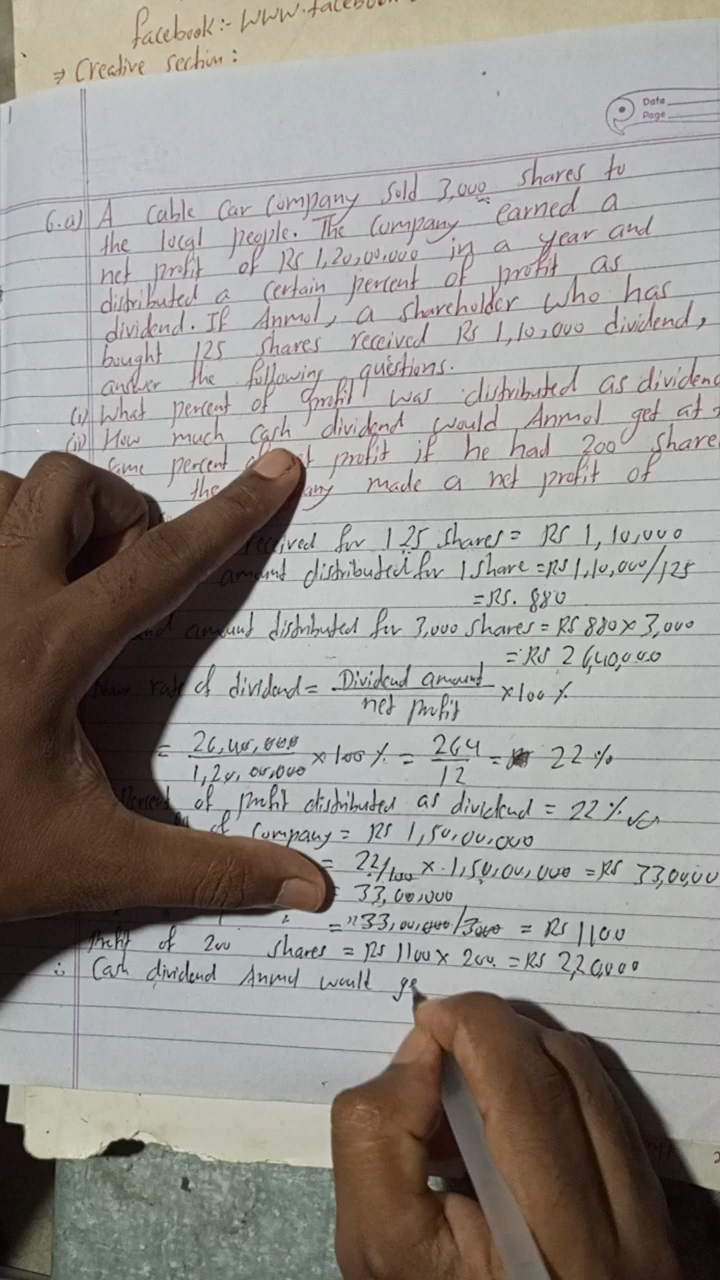 facebook:- www.facebook
⇒ Creative section:
Date
Page
6.a) A cable car company sold 3,000 shares to
the local people. The company earned a
net profit of Rs 1,20,00,000 in a year and
distributed a certain percent of profit as
dividend. If Anmol, a shareholder who has
bought 125 shares received Rs 1,10,000 dividend,
answer the following questions.
(i) What percent of profit was distributed as dividend
(ii) How much cash dividend would Anmol get at
same percent profit if he had 200 share
the any made a net profit of
for 125 shares = Rs 1,10,000
amount distributed for 1 share = Rs 1,10,000/125
= Rs. 880
amount distributed for 3,000 shares = Rs 880 × 3,000
= Rs 26,40,000
rate of dividend = Dividend amount / net profit × 100 %
= 26,40,000 / 1,20,00,000 × 100 % = 264 / 12 = 22 %
of profit distributed as dividend = 22 %
of company = Rs 1,50,00,000
= 22/100 × 1,50,00,000 = Rs 33,00,00
33,00,000
= 33,00,000/3000 = Rs 1100
Profit of 200 shares = Rs 1100 × 200 = Rs 2,20,000
∴ Cash dividend Anmol would ge